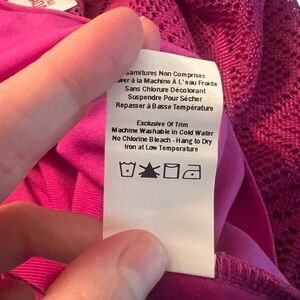 Garnitures Non Comprises
Laver à la Machine A L' eau Froide
Sans Chlorure Décolorant
Suspendre Pour Sécher
Repasser à Basse Température
Exclusive Of Trim
Machine Washable in Cold Water
No Chlorine Bleach - Hang to Dry
Iron at Low Temperature